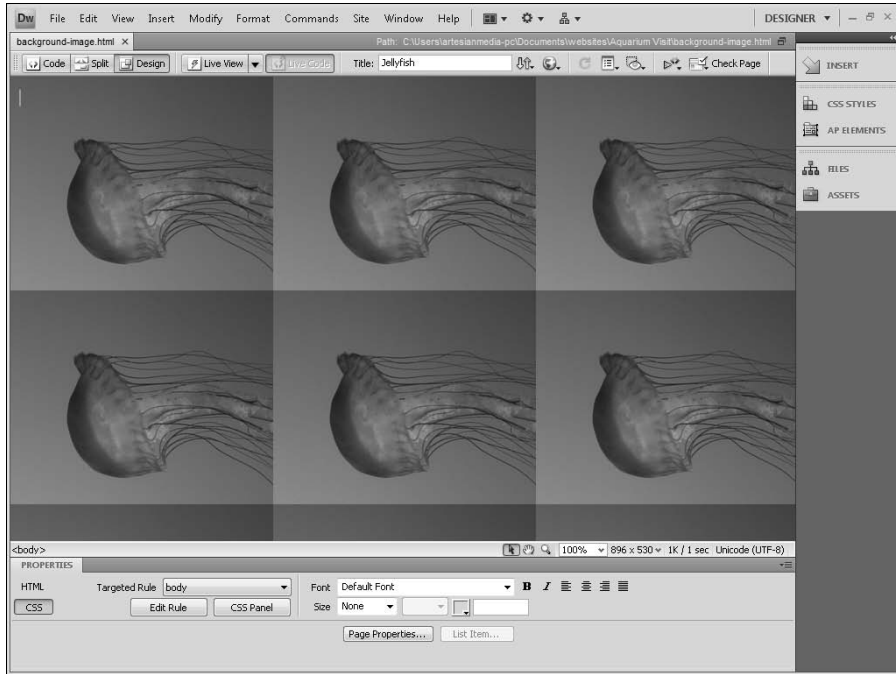 Dw File Edit View Insert Modify Format Commands Site Window Help DESIGNER
background-image.html × Path: C:\Users\artesianmedia-pc\Documents\websites\Aquarium Visit\background-image.html
Code Split Design Live View Live Code Title: Jellyfish Check Page
INSERT
CSS STYLES
AP ELEMENTS
FILES
ASSETS
<body> 100% 896 x 530 1K / 1 sec Unicode (UTF-8)
PROPERTIES
HTML Targeted Rule body Font Default Font B I
CSS Edit Rule CSS Panel Size None
Page Properties... List Item...